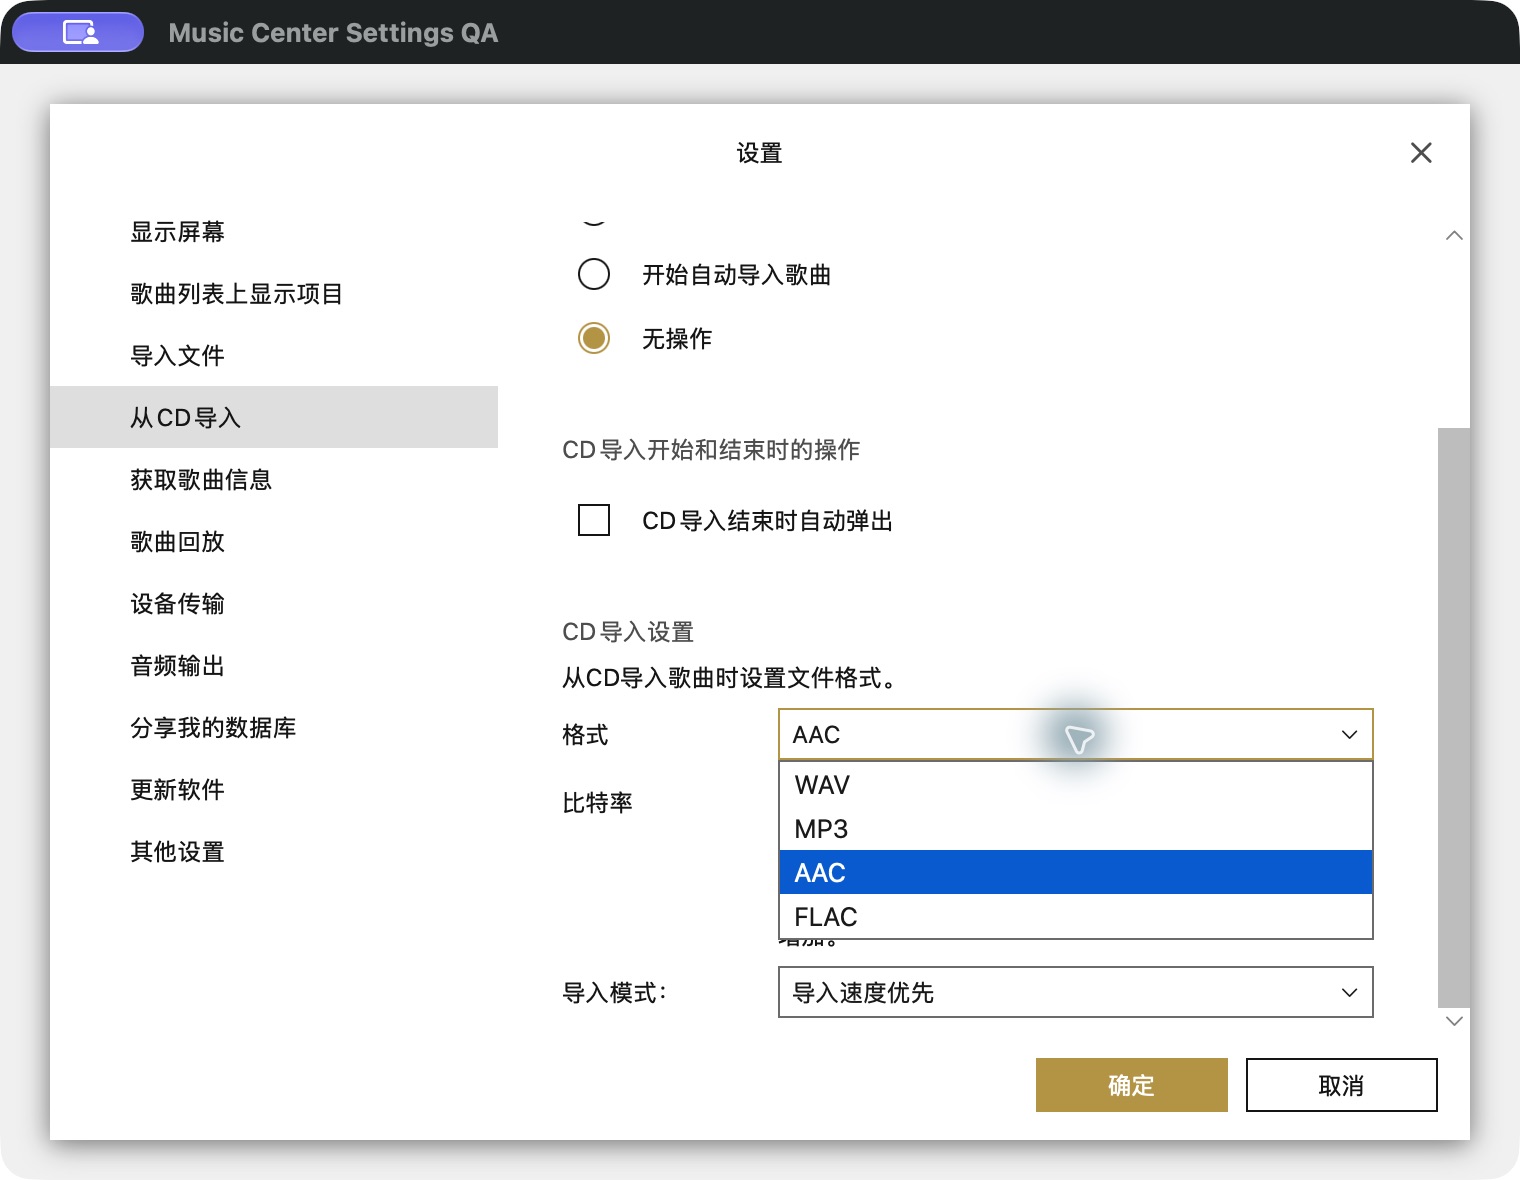 Music Center Settings QA
设置
显示屏幕
歌曲列表上显示项目
导入文件
从CD导入
获取歌曲信息
歌曲回放
设备传输
音频输出
分享我的数据库
更新软件
其他设置
开始自动导入歌曲
无操作
CD导入开始和结束时的操作
CD导入结束时自动弹出
CD导入设置
从CD导入歌曲时设置文件格式。
格式
AAC
WAV
MP3
AAC
FLAC
比特率
增加。
导入模式：
导入速度优先
确定
取消